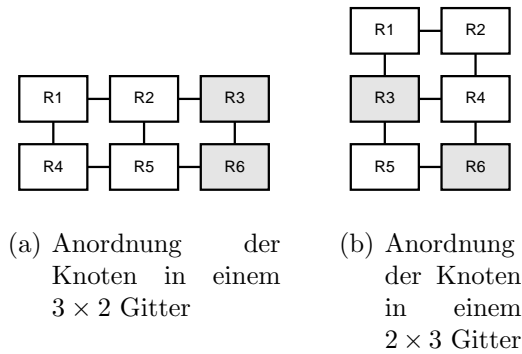 R1 R2 R3
R4 R5 R6
(a) Anordnung der
Knoten in einem
3 × 2 Gitter
R1 R2
R3 R4
R5 R6
(b) Anordnung
der Knoten
in einem
2 × 3 Gitter